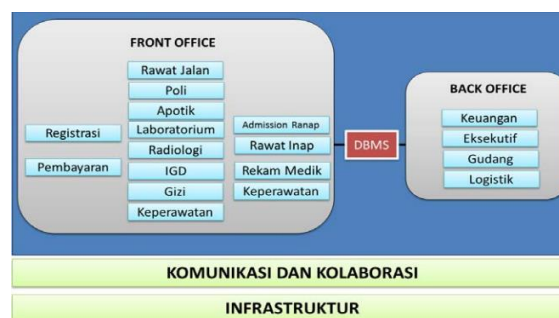 FRONT OFFICE
Registrasi
Pembayaran
Rawat Jalan
Poli
Apotik
Laboratorium
Radiologi
IGD
Gizi
Keperawatan
Admission Ranap
Rawat Inap
Rekam Medik
Keperawatan
DBMS
BACK OFFICE
Keuangan
Eksekutif
Gudang
Logistik
KOMUNIKASI DAN KOLABORASI
INFRASTRUKTUR